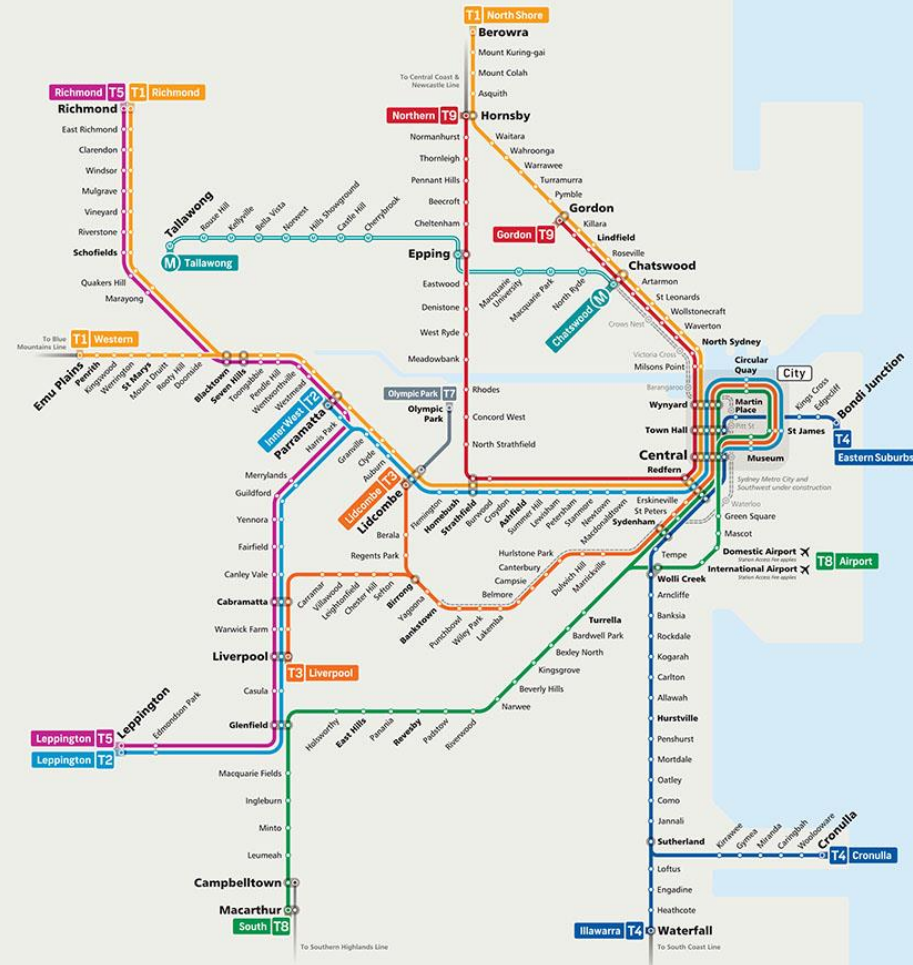 T1 North Shore
Berowra
Mount Kuring-gai
Mount Colah
Asquith
To Central Coast &
Newcastle Line
Northern T9
Hornsby
Normanhurst
Thornleigh
Pennant Hills
Beecroft
Cheltenham
Epping
Eastwood
Denistone
West Ryde
Meadowbank
Rhodes
Concord West
North Strathfield
Waitara
Wahroonga
Warrawee
Turramurra
Pymble
Gordon
Gordon T9
Killara
Lindfield
Roseville
Chatswood
Artarmon
St Leonards
Wollstonecraft
Waverton
North Sydney
Milsons Point
Crows Nest
Victoria Cross
Barangaroo
Richmond T5
T1 Richmond
Richmond
East Richmond
Clarendon
Windsor
Mulgrave
Vineyard
Riverstone
Schofields
Quakers Hill
Marayong
Tallawong
M Tallawong
Rouse Hill
Kellyville
Bella Vista
Norwest
Hills Showground
Castle Hill
Cherrybrook
Macquarie
University
Macquarie Park
North Ryde
Chatswood M
To Blue
Mountains Line
T1 Western
Emu Plains
Penrith
Kingswood
Werrington
St Marys
Mount Druitt
Rooty Hill
Doonside
Blacktown
Seven Hills
Toongabbie
Pendle Hill
Wentworthville
Westmead
Inner West T2
Parramatta
Harris Park
Granville
Clyde
Auburn
Olympic Park T7
Olympic
Park
Lidcombe T3
Lidcombe
Flemington
Homebush
Strathfield
Burwood
Croydon
Ashfield
Summer Hill
Lewisham
Petersham
Stanmore
Newtown
Macdonaldtown
Redfern
Central
Town Hall
Wynyard
Circular
Quay
City
Martin
Place
Pitt St
St James
Museum
Kings Cross
Edgecliff
Bondi Junction
T4
Eastern Suburbs
Sydney Metro City and
Southwest under construction
Waterloo
Erskineville
St Peters
Sydenham
Green Square
Mascot
Domestic Airport
Station Access Fee applies
International Airport
Station Access Fee applies
T8 Airport
Merrylands
Guildford
Yennora
Fairfield
Canley Vale
Cabramatta
Warwick Farm
Liverpool
T3 Liverpool
Casula
Glenfield
Leppington
Edmondson Park
Leppington T5
Leppington T2
Macquarie Fields
Ingleburn
Minto
Leumeah
Campbelltown
Macarthur
South T8
To Southern Highlands Line
Berala
Regents Park
Carramar
Villawood
Leightonfield
Chester Hill
Sefton
Birrong
Yagoona
Bankstown
Punchbowl
Wiley Park
Lakemba
Belmore
Campsie
Canterbury
Hurlstone Park
Dulwich Hill
Marrickville
Holsworthy
East Hills
Panania
Revesby
Padstow
Riverwood
Narwee
Beverly Hills
Kingsgrove
Bexley North
Bardwell Park
Turrella
Tempe
Wolli Creek
Arncliffe
Banksia
Rockdale
Kogarah
Carlton
Allawah
Hurstville
Penshurst
Mortdale
Oatley
Como
Jannali
Sutherland
Kirrawee
Gymea
Miranda
Caringbah
Woolooware
Cronulla
T4 Cronulla
Loftus
Engadine
Heathcote
Illawarra T4
Waterfall
To South Coast Line